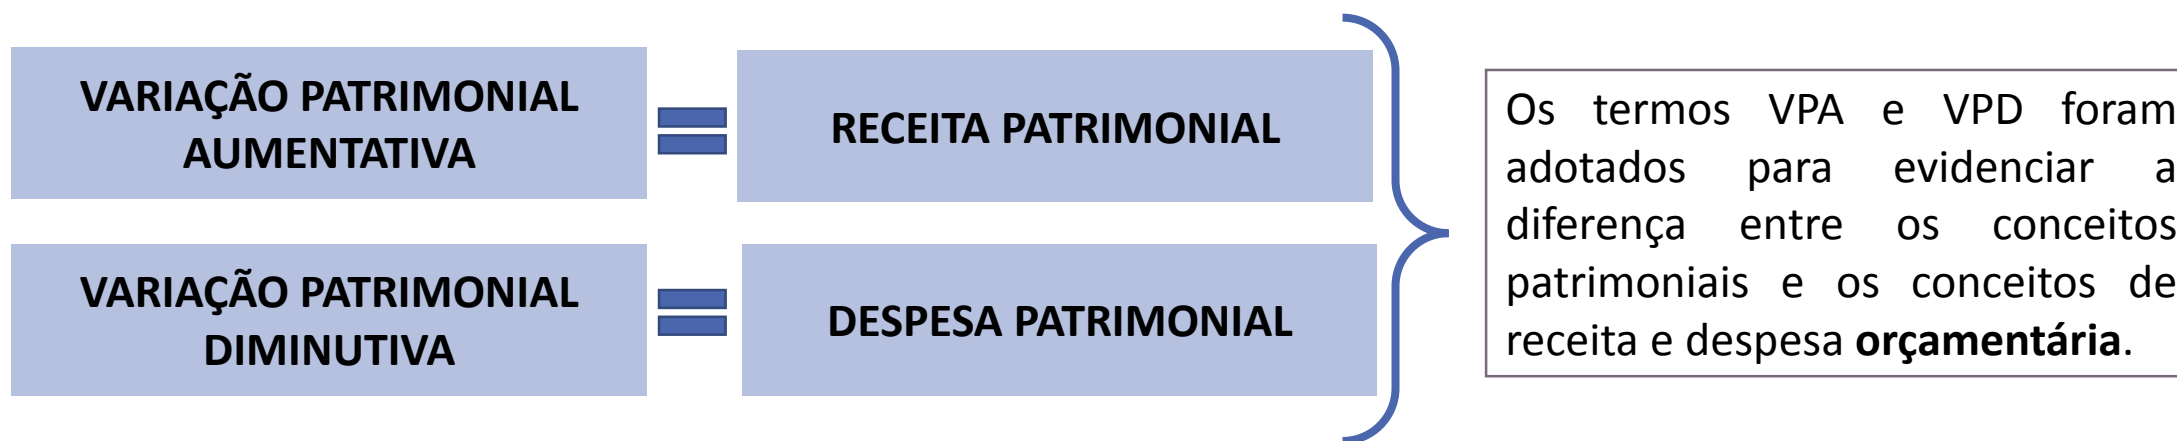 VARIAÇÃO PATRIMONIAL
AUMENTATIVA
RECEITA PATRIMONIAL
VARIAÇÃO PATRIMONIAL
DIMINUTIVA
DESPESA PATRIMONIAL
Os termos VPA e VPD foram
adotados para evidenciar a
diferença entre os conceitos
patrimoniais e os conceitos de
receita e despesa orçamentária.